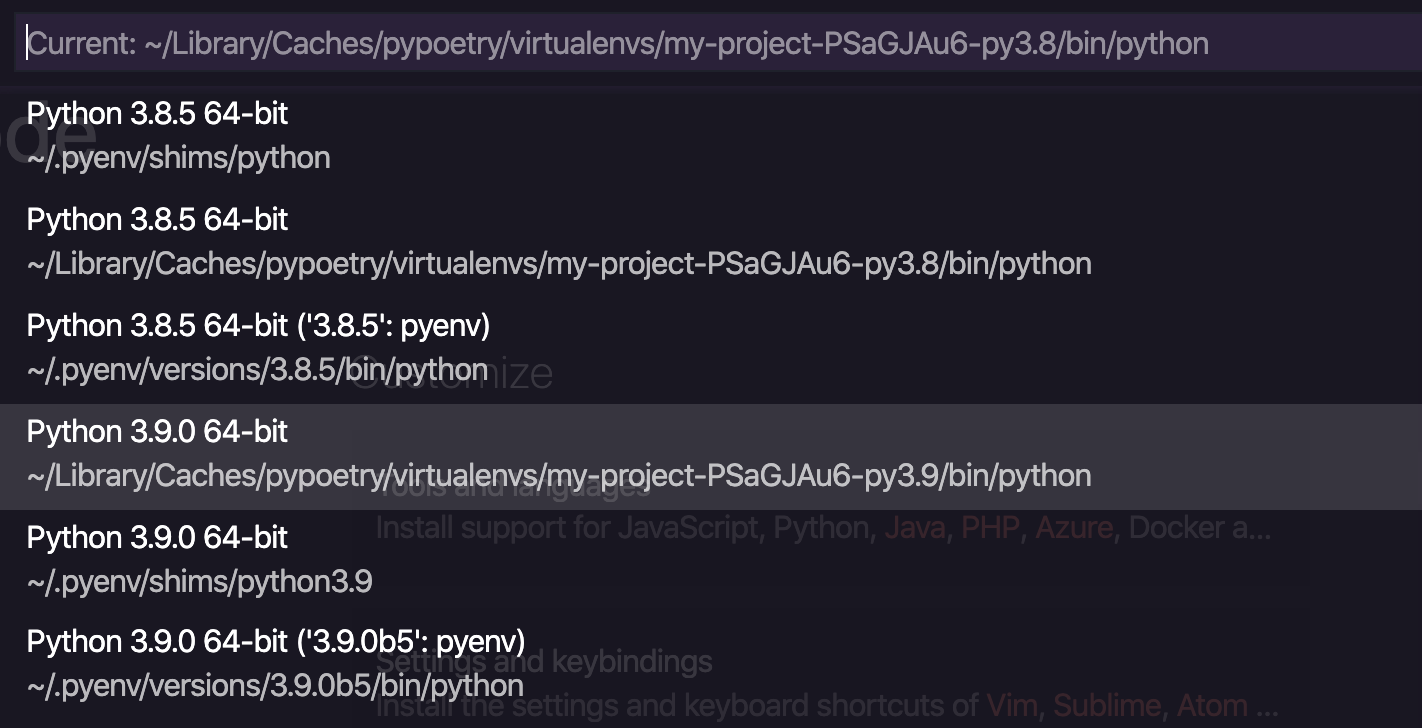 Current: ~/Library/Caches/pypoetry/virtualenvs/my-project-PSaGJAu6-py3.8/bin/python
Python 3.8.5 64-bit
ode
~/.pyenv/shims/python
Python 3.8.5 64-bit
~/Library/Caches/pypoetry/virtualenvs/my-project-PSaGJAu6-py3.8/bin/python
Python 3.8.5 64-bit ('3.8.5': pyenv)
~/.pyenv/versions/3.8.5/bin/python
Customize
Python 3.9.0 64-bit
~/Library/Caches/pypoetry/virtualenvs/my-project-PSaGJAu6-py3.9/bin/python
Tools and languages
Install support for JavaScript, Python, Java, PHP, Azure, Docker a...
Python 3.9.0 64-bit
~/.pyenv/shims/python3.9
Python 3.9.0 64-bit ('3.9.0b5': pyenv)
Settings and keybindings
~/.pyenv/versions/3.9.0b5/bin/python
Install the settings and keyboard shortcuts of Vim, Sublime, Atom ...